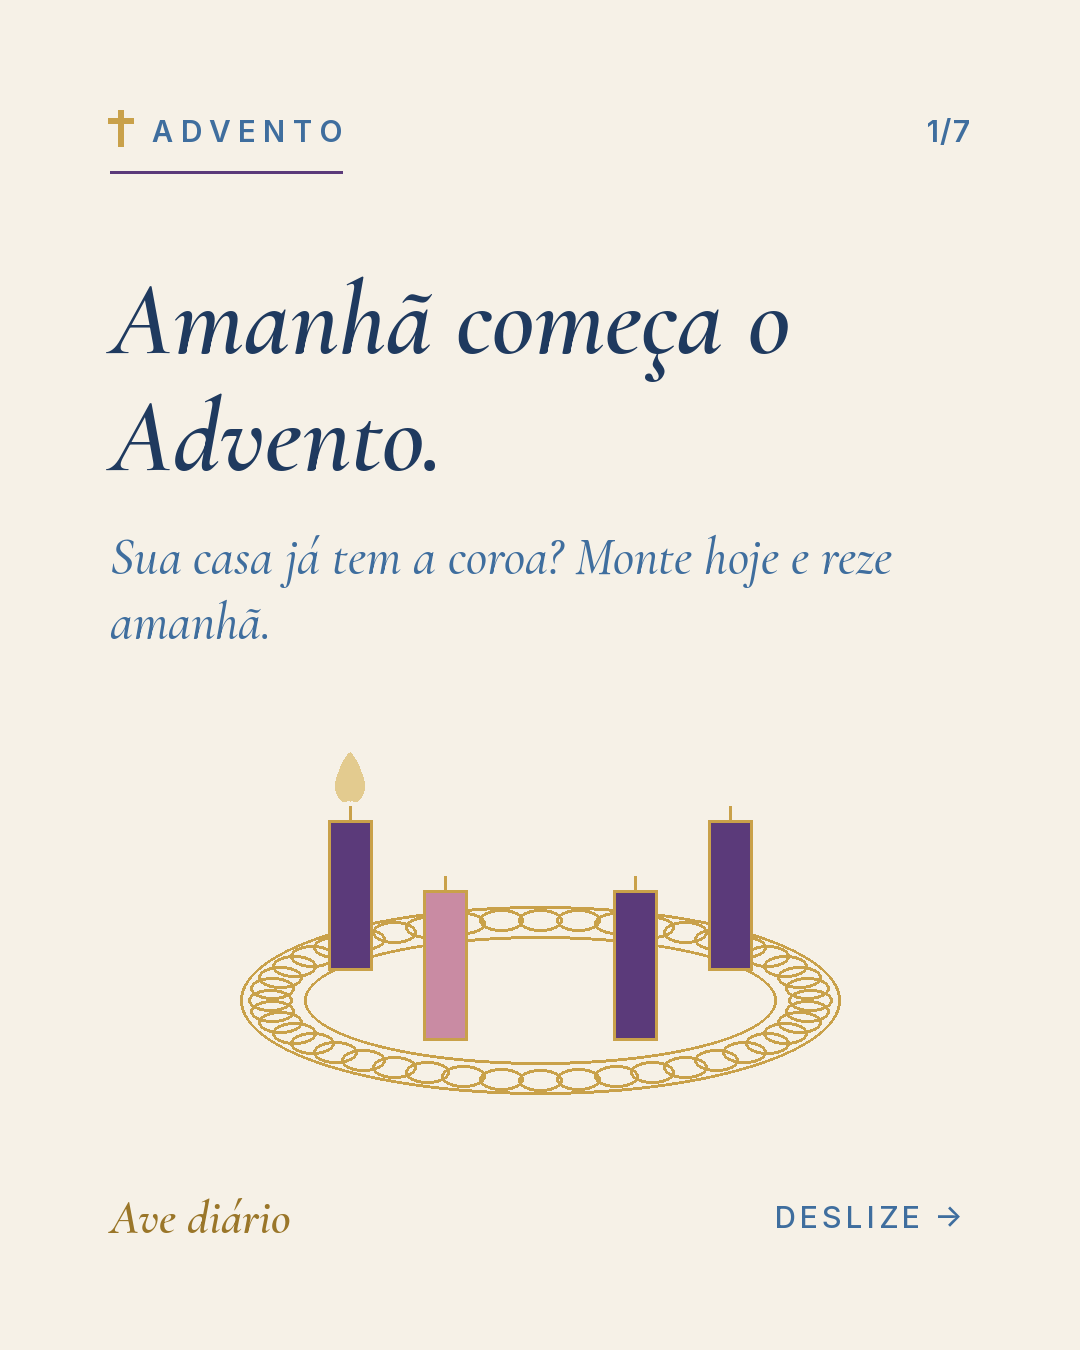 ADVENTO
1/7
Amanhã começa o
Advento.
Sua casa já tem a coroa? Monte hoje e reze
amanhã.
Ave diário
DESLIZE →